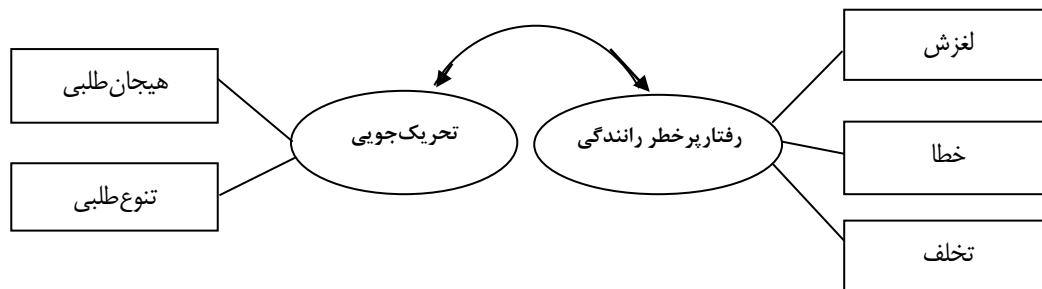 لغزش
هیجان‌طلبی
تحریک‌جویی
رفتارپرخطر رانندگی
خطا
تنوع‌طلبی
تخلف